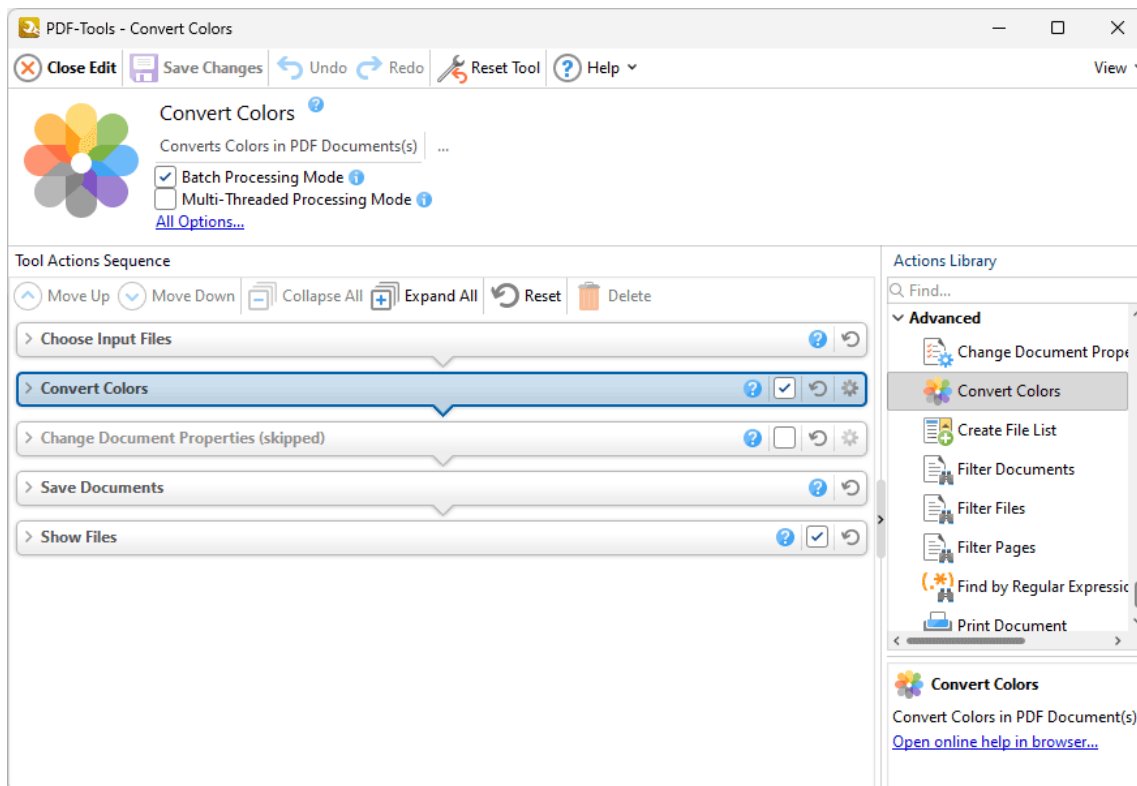 PDF-Tools - Convert Colors
Close Edit Save Changes Undo Redo Reset Tool ? Help View
Convert Colors ?
Converts Colors in PDF Documents(s) ...
Batch Processing Mode i
Multi-Threaded Processing Mode i
All Options...
Tool Actions Sequence
Move Up Move Down Collapse All Expand All Reset Delete
Choose Input Files ?
Convert Colors ?
Change Document Properties (skipped) ?
Save Documents ?
Show Files ?
Actions Library
Find...
Advanced
Change Document Prope
Convert Colors
Create File List
Filter Documents
Filter Files
Filter Pages
(.*) Find by Regular Expressio
Print Document
Convert Colors
Convert Colors in PDF Document(s)
Open online help in browser...